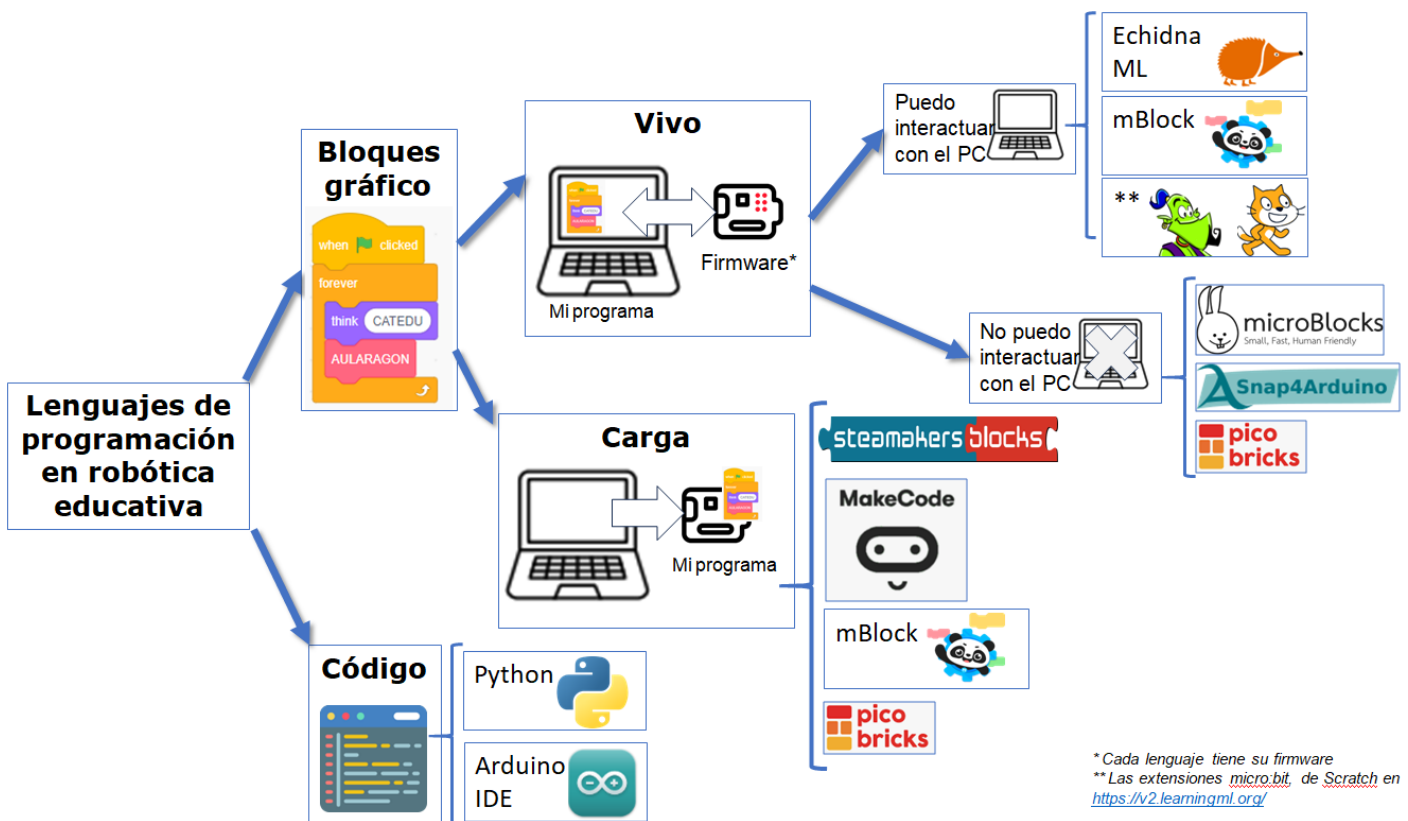 Lenguajes de
programación
en robótica
educativa
Bloques
gráfico
when clicked
forever
think CATEDU
AULARAGON
Vivo
Firmware*
Mi programa
Puedo
interactuar
con el PC
Echidna
ML
mBlock
**
No puedo
interactuar
con el PC
microBlocks
Small, Fast, Human Friendly
Snap4Arduino
pico
bricks
Carga
Mi programa
steamakers blocks
MakeCode
mBlock
pico
bricks
Código
Python
Arduino
IDE
* Cada lenguaje tiene su firmware
** Las extensiones micro:bit, de Scratch en
https://v2.learningml.org/